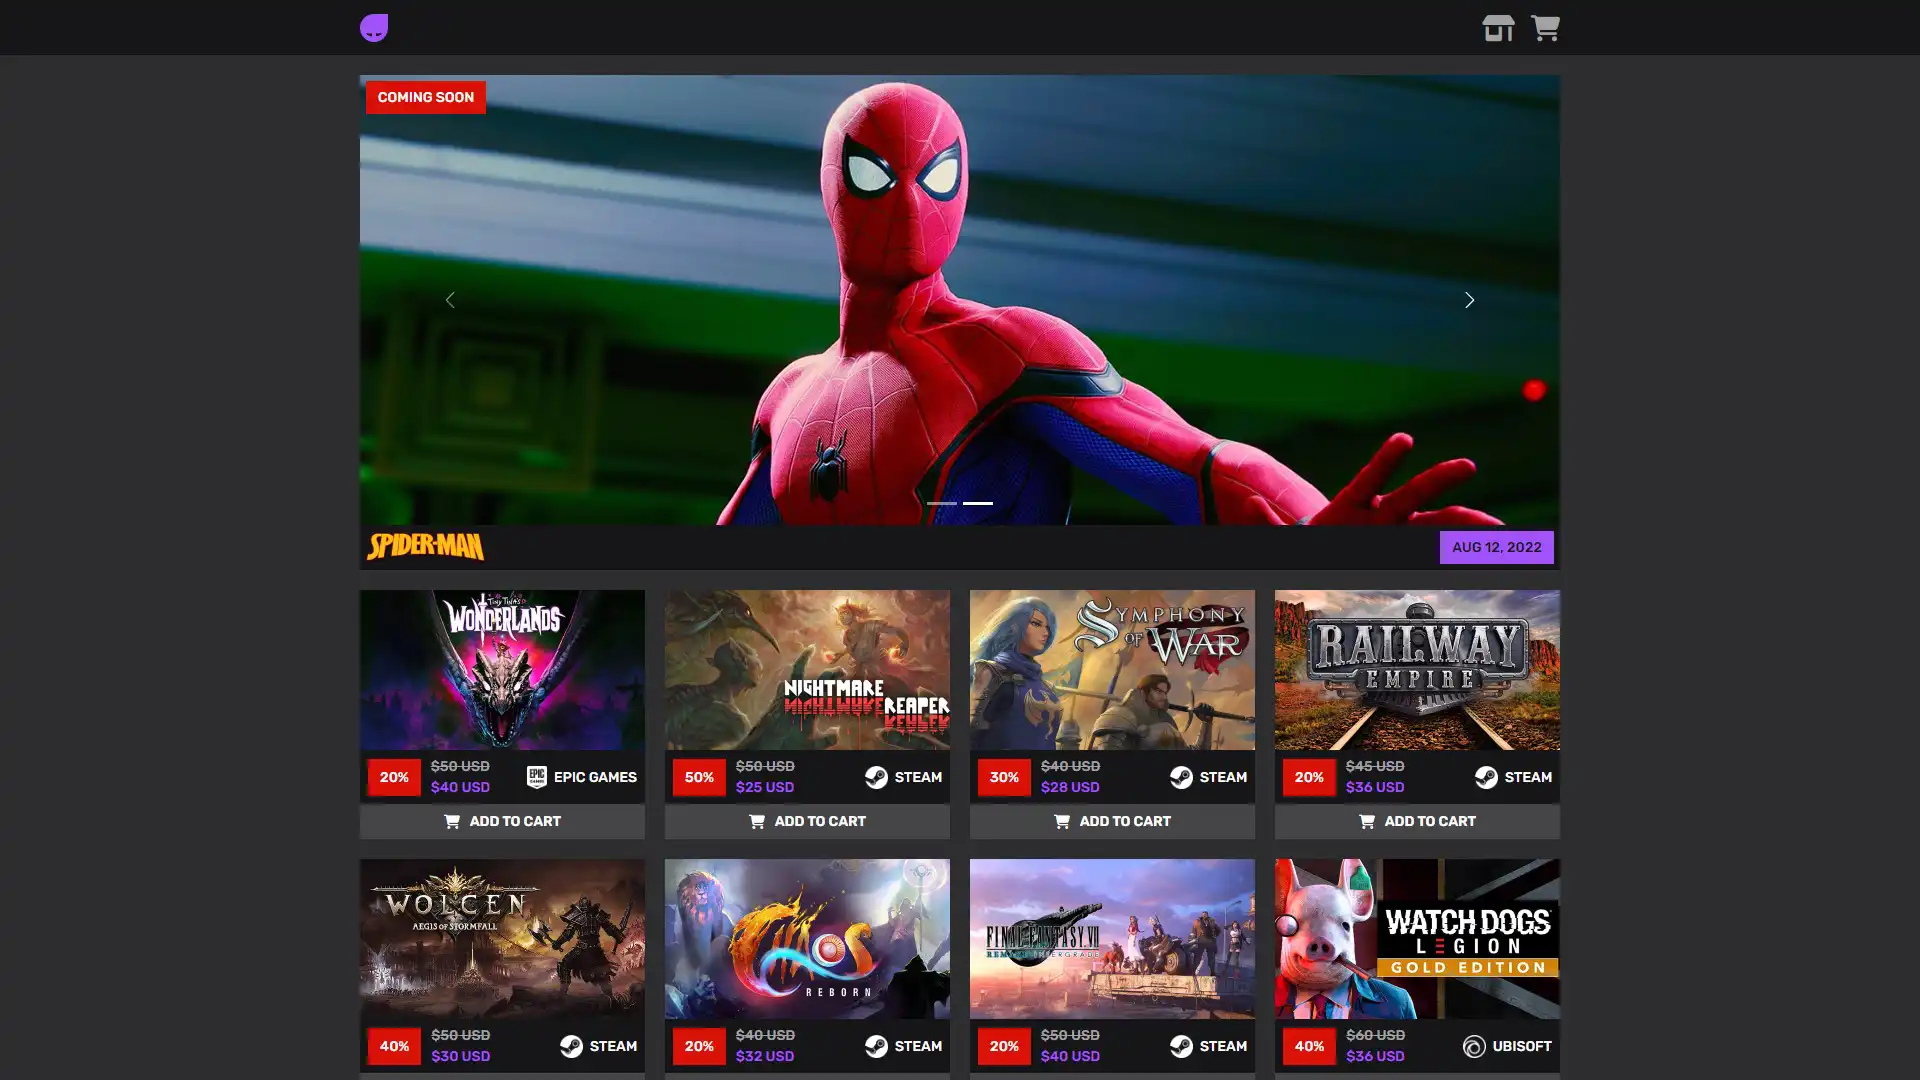 COMING SOON
SPIDER-MAN
AUG 12, 2022
TINY TINA'S
WONDERLANDS
NIGHTMARE
REAPER
SYMPHONY
OF WAR
RAILWAY
EMPIRE
20%
$50 USD
$40 USD
EPIC GAMES
EPIC GAMES
50%
$50 USD
$25 USD
STEAM
30%
$40 USD
$28 USD
STEAM
20%
$45 USD
$36 USD
STEAM
ADD TO CART
ADD TO CART
ADD TO CART
ADD TO CART
WOLCEN
AEGIS OF STORMFALL
CHAOS
REBORN
FINAL FANTASY VII
REMAKE INTERGRADE
WATCH DOGS
LEGION
GOLD EDITION
40%
$50 USD
$30 USD
STEAM
20%
$40 USD
$32 USD
STEAM
20%
$50 USD
$40 USD
STEAM
40%
$60 USD
$36 USD
UBISOFT